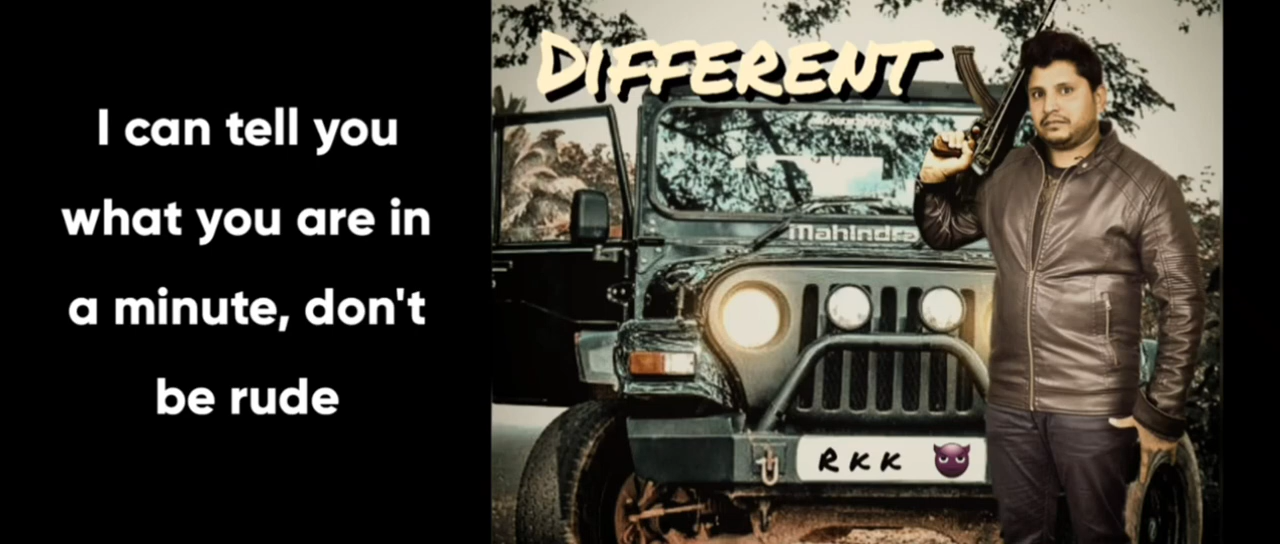 I can tell you
what you are in
a minute, don't
be rude
DIFFERENT
Mahindra
RKK 😈